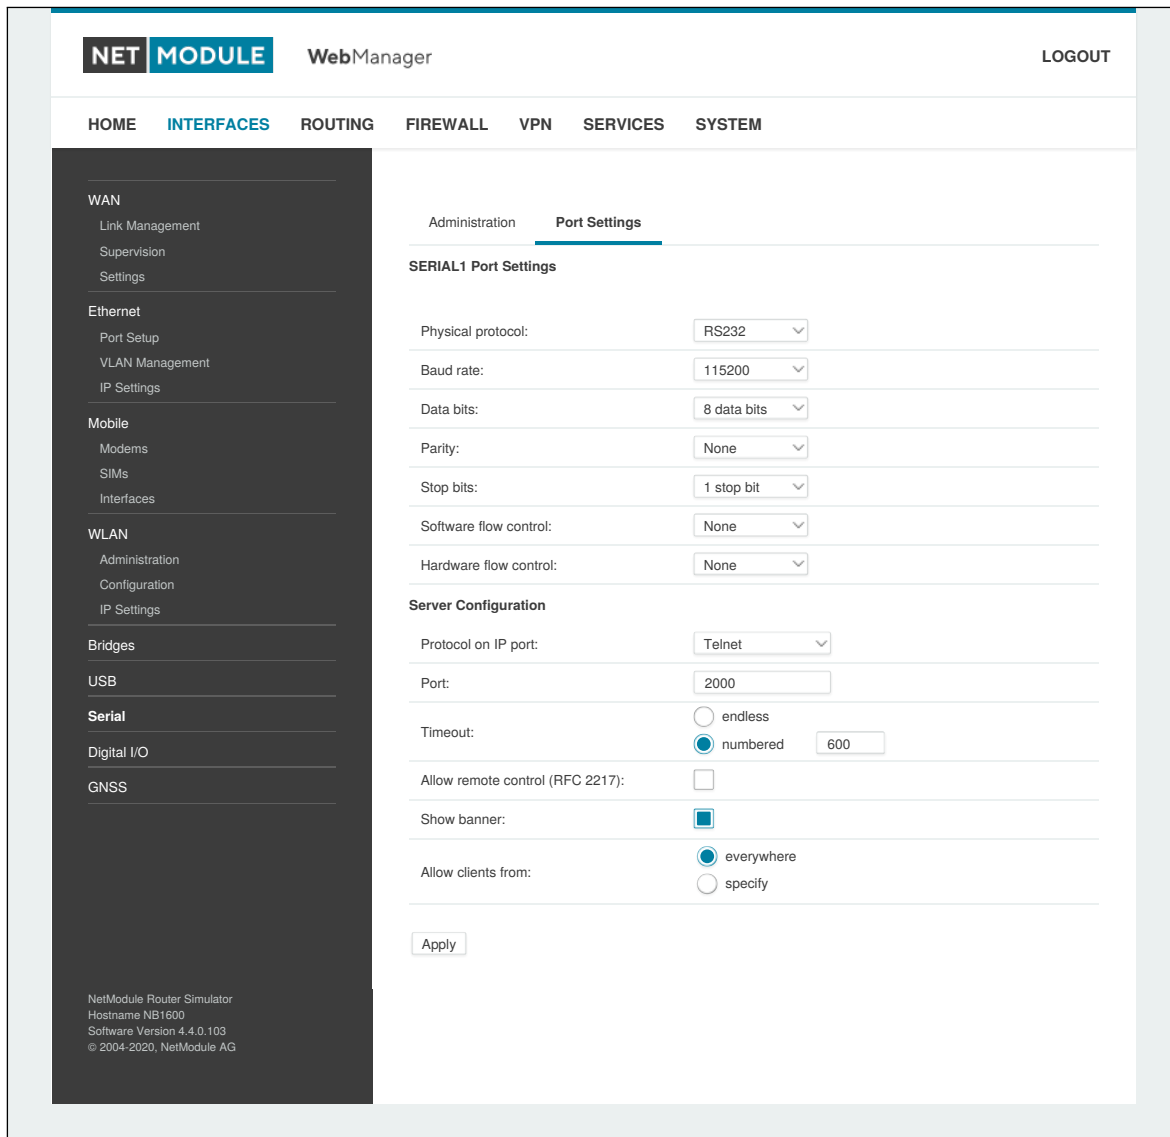 NET MODULE WebManager LOGOUT
HOME INTERFACES ROUTING FIREWALL VPN SERVICES SYSTEM
WAN
Link Management
Supervision
Settings
Ethernet
Port Setup
VLAN Management
IP Settings
Mobile
Modems
SIMs
Interfaces
WLAN
Administration
Configuration
IP Settings
Bridges
USB
Serial
Digital I/O
GNSS
NetModule Router Simulator
Hostname NB1600
Software Version 4.4.0.103
© 2004-2020, NetModule AG
Administration Port Settings
SERIAL1 Port Settings
Physical protocol: RS232
Baud rate: 115200
Data bits: 8 data bits
Parity: None
Stop bits: 1 stop bit
Software flow control: None
Hardware flow control: None
Server Configuration
Protocol on IP port: Telnet
Port: 2000
Timeout:
endless
numbered 600
Allow remote control (RFC 2217):
Show banner:
Allow clients from:
everywhere
specify
Apply